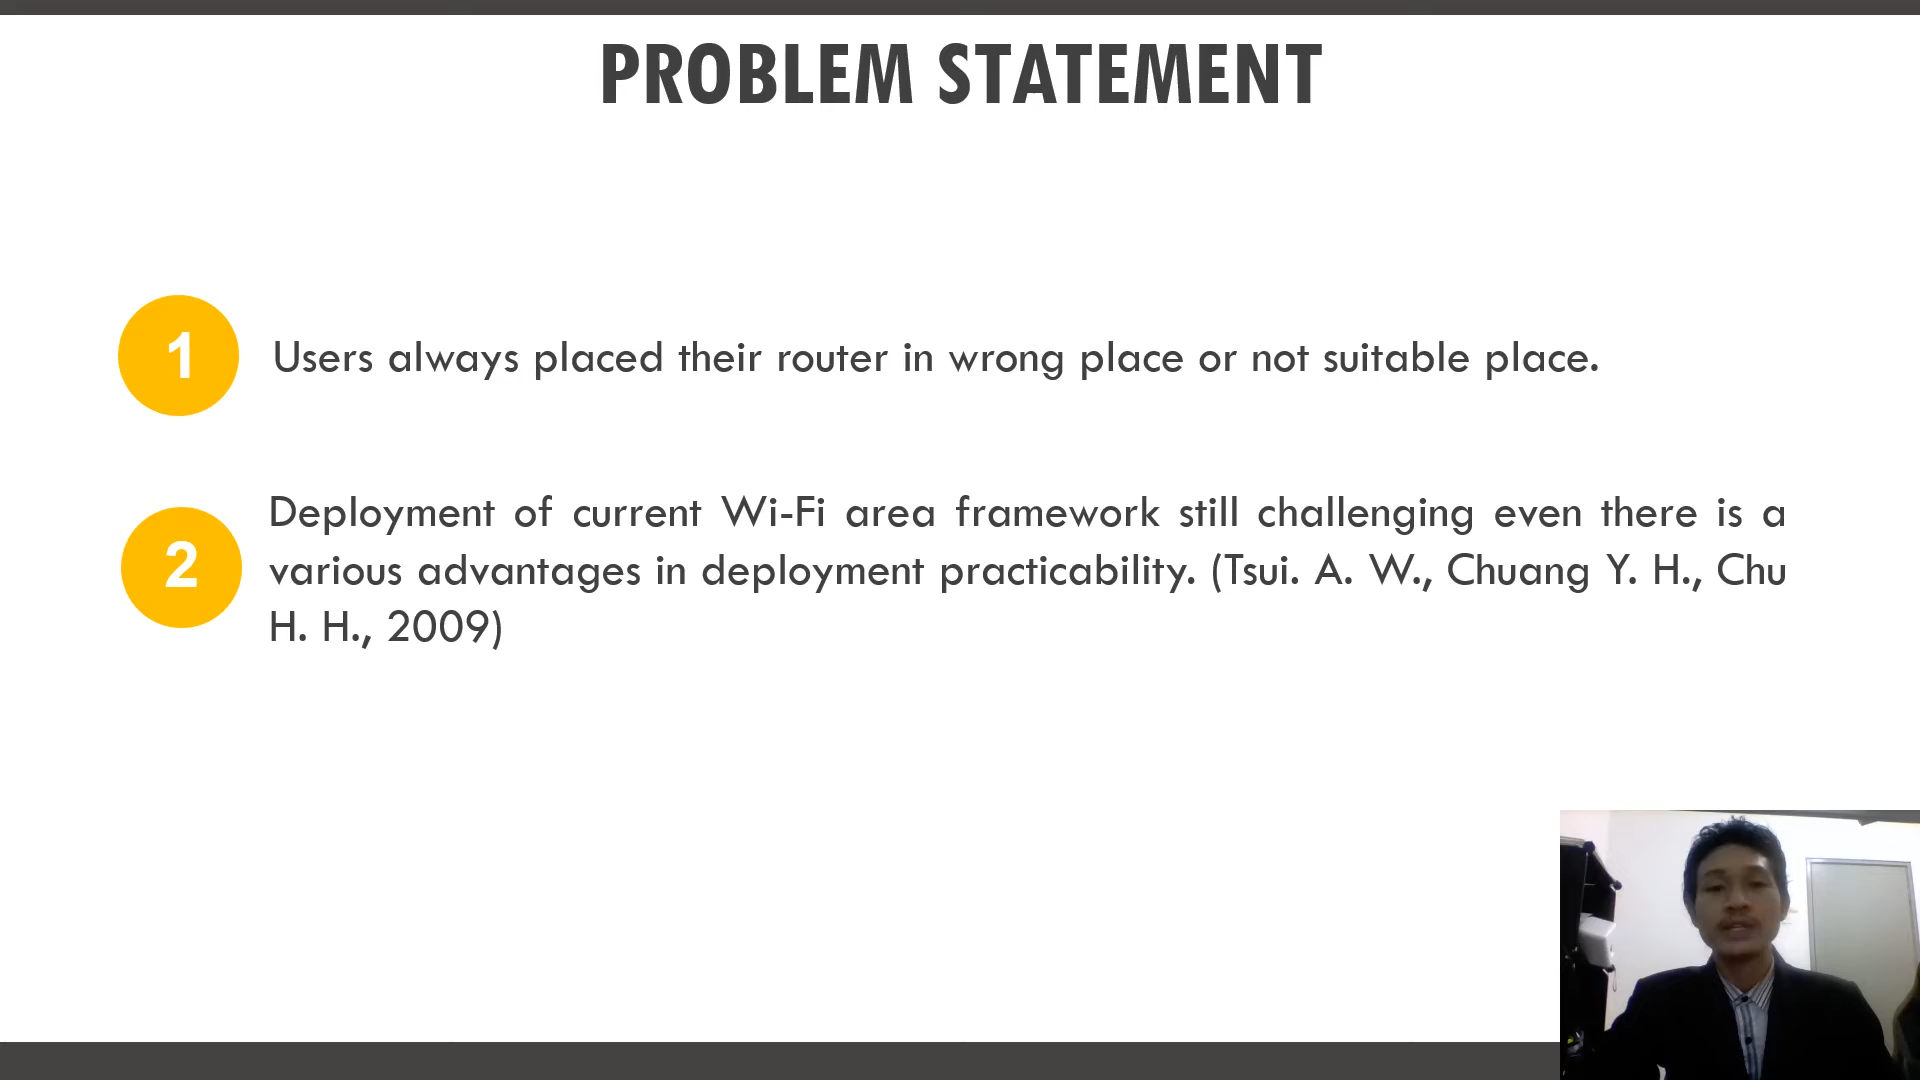 PROBLEM STATEMENT
1
Users always placed their router in wrong place or not suitable place.
2
Deployment of current Wi-Fi area framework still challenging even there is a
various advantages in deployment practicability. (Tsui. A. W., Chuang Y. H., Chu
H. H., 2009)